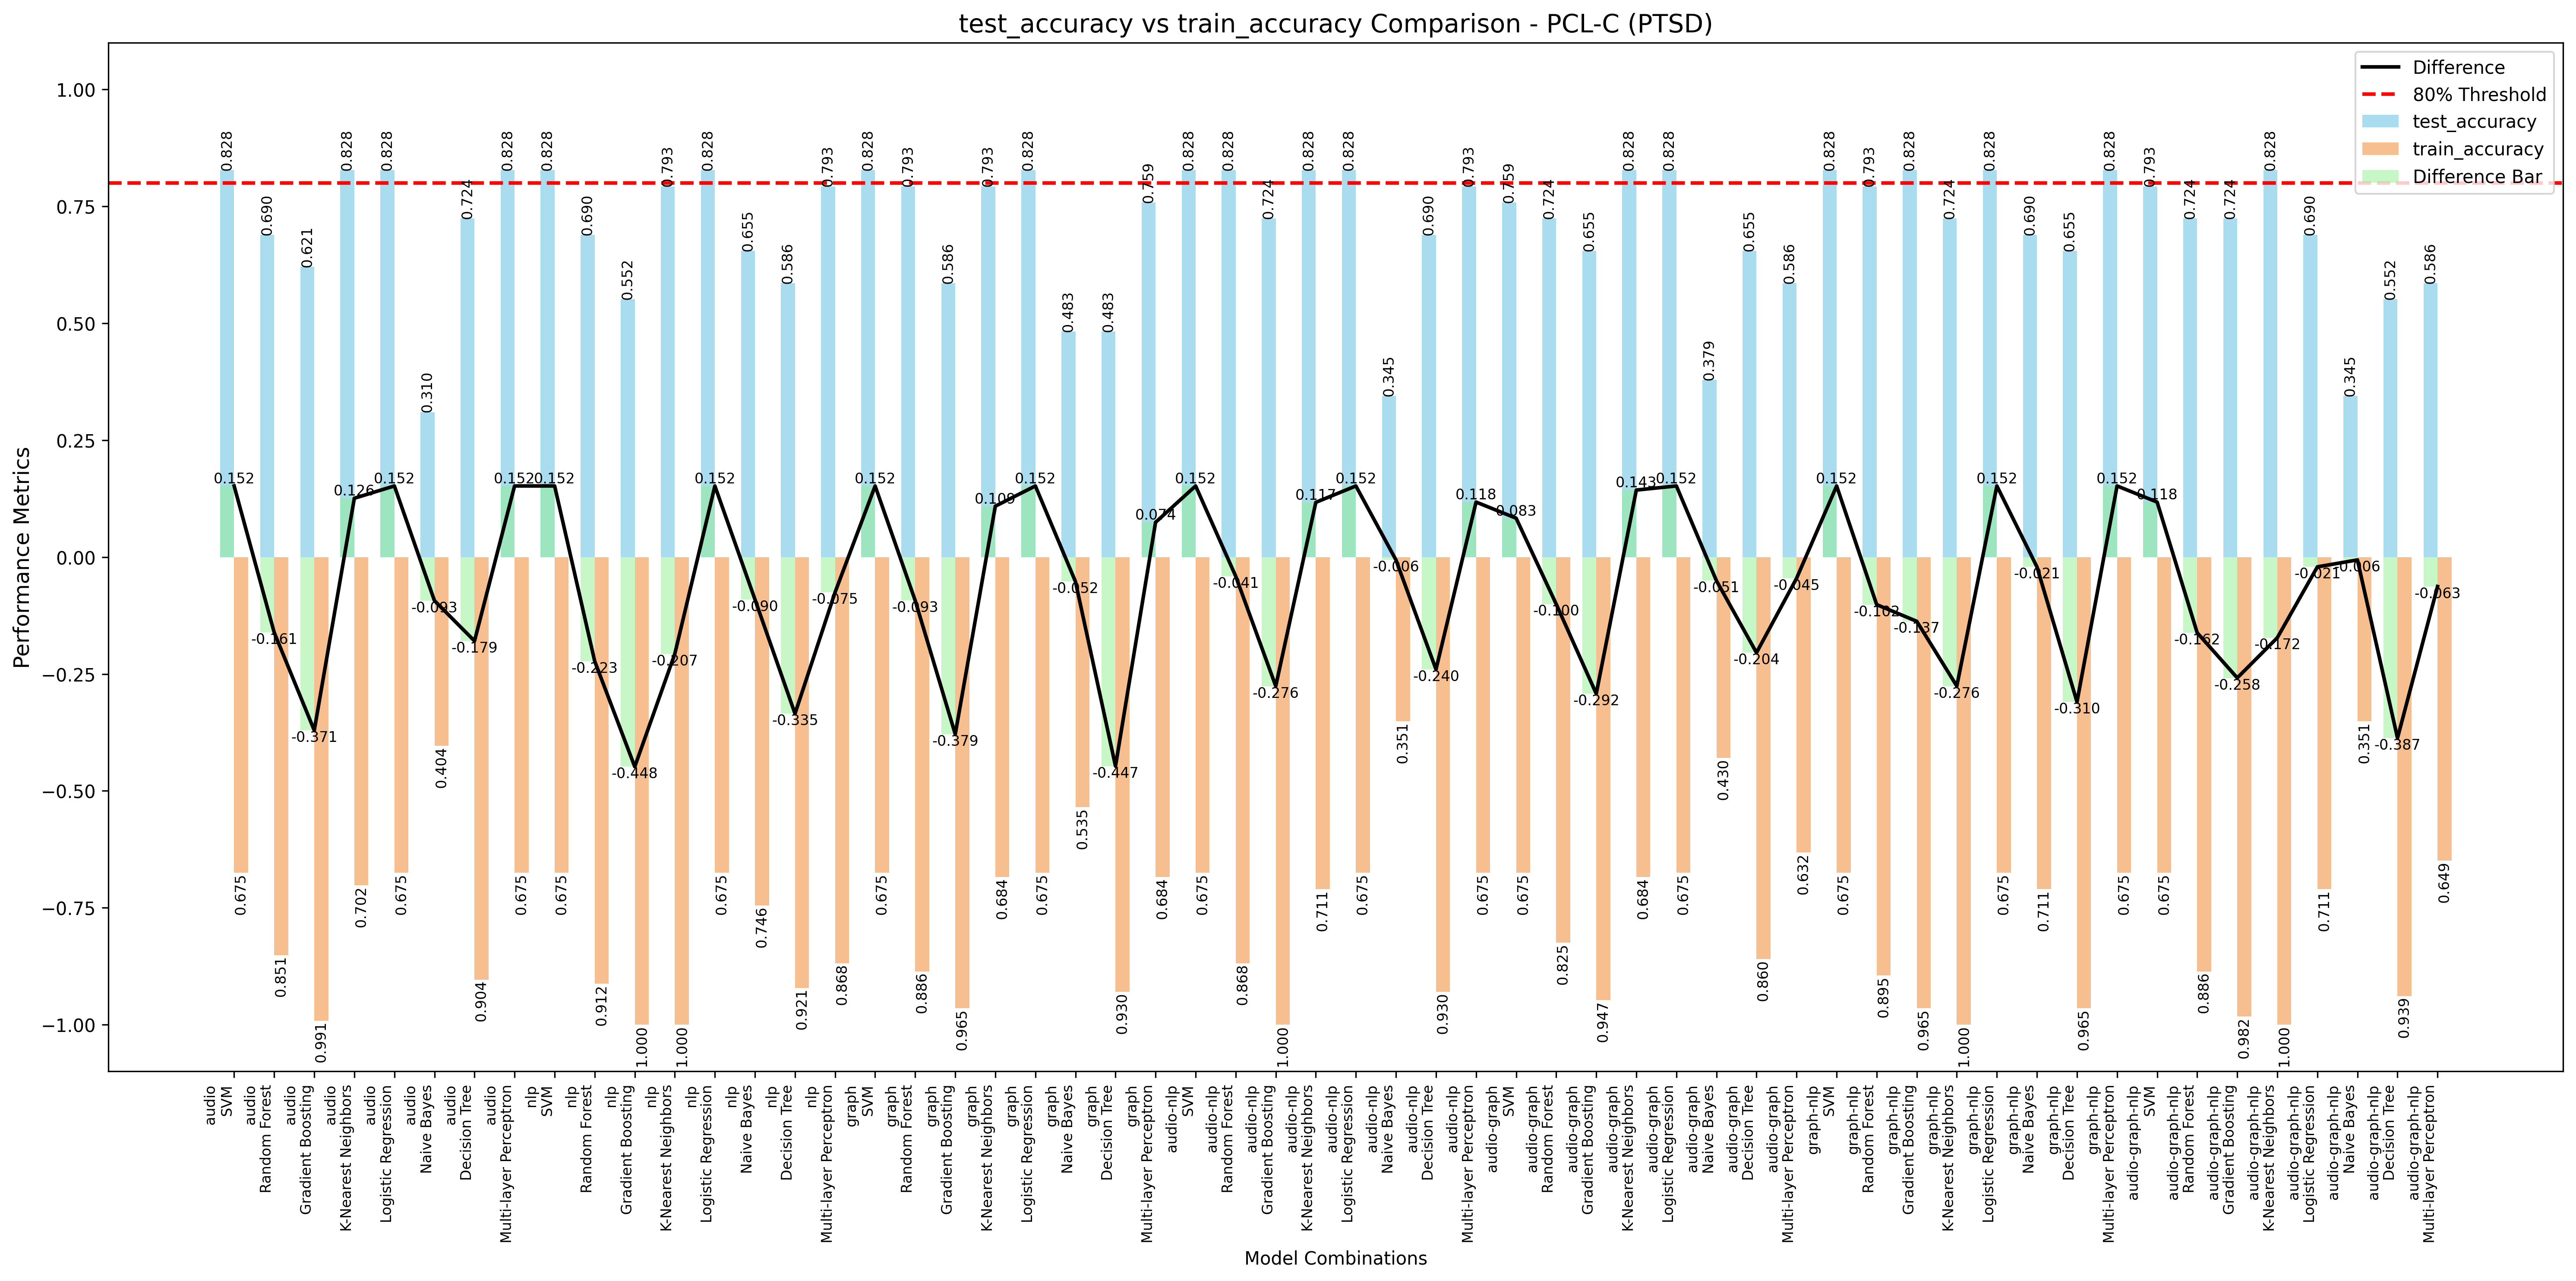 test_accuracy vs train_accuracy Comparison - PCL-C (PTSD)
Difference
80% Threshold
test_accuracy
train_accuracy
Difference Bar
Performance Metrics
1.00
0.75
0.50
0.25
0.00
−0.25
−0.50
−0.75
−1.00
0.828
0.690
0.621
0.828
0.828
0.310
0.724
0.828
0.828
0.690
0.552
0.793
0.828
0.655
0.586
0.793
0.828
0.793
0.586
0.793
0.828
0.483
0.483
0.759
0.828
0.828
0.724
0.828
0.828
0.345
0.690
0.793
0.759
0.724
0.655
0.828
0.828
0.379
0.655
0.586
0.828
0.793
0.828
0.724
0.828
0.690
0.655
0.828
0.793
0.724
0.724
0.828
0.690
0.345
0.552
0.586
0.152
-0.161
-0.371
0.126
0.152
-0.093
-0.179
0.152
0.152
-0.223
-0.448
-0.207
0.152
-0.090
-0.335
-0.075
0.152
-0.093
-0.379
0.109
0.152
-0.052
-0.447
0.074
0.152
-0.041
-0.276
0.117
0.152
-0.006
-0.240
0.118
0.083
-0.100
-0.292
0.143
0.152
-0.051
-0.204
-0.045
0.152
-0.102
-0.137
-0.276
0.152
-0.021
-0.310
0.152
0.118
-0.162
-0.258
-0.172
-0.021
-0.006
-0.387
-0.063
0.675
0.851
0.991
0.702
0.675
0.404
0.904
0.675
0.675
0.912
1.000
1.000
0.675
0.746
0.921
0.868
0.675
0.886
0.965
0.684
0.675
0.535
0.930
0.684
0.675
0.868
1.000
0.711
0.675
0.351
0.930
0.675
0.675
0.825
0.947
0.684
0.675
0.430
0.860
0.632
0.675
0.895
0.965
1.000
0.675
0.711
0.965
0.675
0.675
0.886
0.982
1.000
0.711
0.351
0.939
0.649
audio
SVM
audio
Random Forest
audio
Gradient Boosting
audio
K-Nearest Neighbors
audio
Logistic Regression
audio
Naive Bayes
audio
Decision Tree
audio
Multi-layer Perceptron
nlp
SVM
nlp
Random Forest
nlp
Gradient Boosting
nlp
K-Nearest Neighbors
nlp
Logistic Regression
nlp
Naive Bayes
nlp
Decision Tree
nlp
Multi-layer Perceptron
graph
SVM
graph
Random Forest
graph
Gradient Boosting
graph
K-Nearest Neighbors
graph
Logistic Regression
graph
Naive Bayes
graph
Decision Tree
graph
Multi-layer Perceptron
audio-nlp
SVM
audio-nlp
Random Forest
audio-nlp
Gradient Boosting
audio-nlp
K-Nearest Neighbors
audio-nlp
Logistic Regression
audio-nlp
Naive Bayes
audio-nlp
Decision Tree
audio-nlp
Multi-layer Perceptron
audio-graph
SVM
audio-graph
Random Forest
audio-graph
Gradient Boosting
audio-graph
K-Nearest Neighbors
audio-graph
Logistic Regression
audio-graph
Naive Bayes
audio-graph
Decision Tree
audio-graph
Multi-layer Perceptron
graph-nlp
SVM
graph-nlp
Random Forest
graph-nlp
Gradient Boosting
graph-nlp
K-Nearest Neighbors
graph-nlp
Logistic Regression
graph-nlp
Naive Bayes
graph-nlp
Decision Tree
graph-nlp
Multi-layer Perceptron
audio-graph-nlp
SVM
audio-graph-nlp
Random Forest
audio-graph-nlp
Gradient Boosting
audio-graph-nlp
K-Nearest Neighbors
audio-graph-nlp
Logistic Regression
audio-graph-nlp
Naive Bayes
audio-graph-nlp
Decision Tree
audio-graph-nlp
Multi-layer Perceptron
Model Combinations